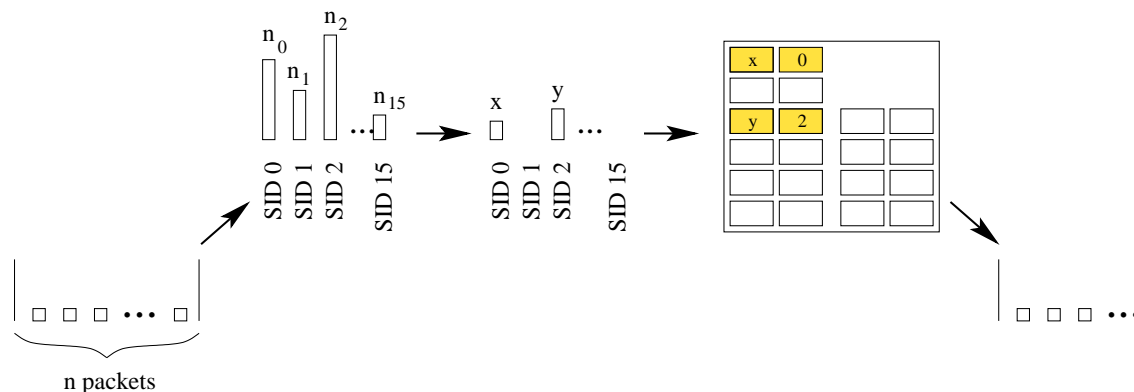 n0
n1
n2
...
n15
SID 0
SID 1
SID 2
SID 15
x
y
...
SID 0
SID 1
SID 2
SID 15
x 0
y 2
...
n packets
...